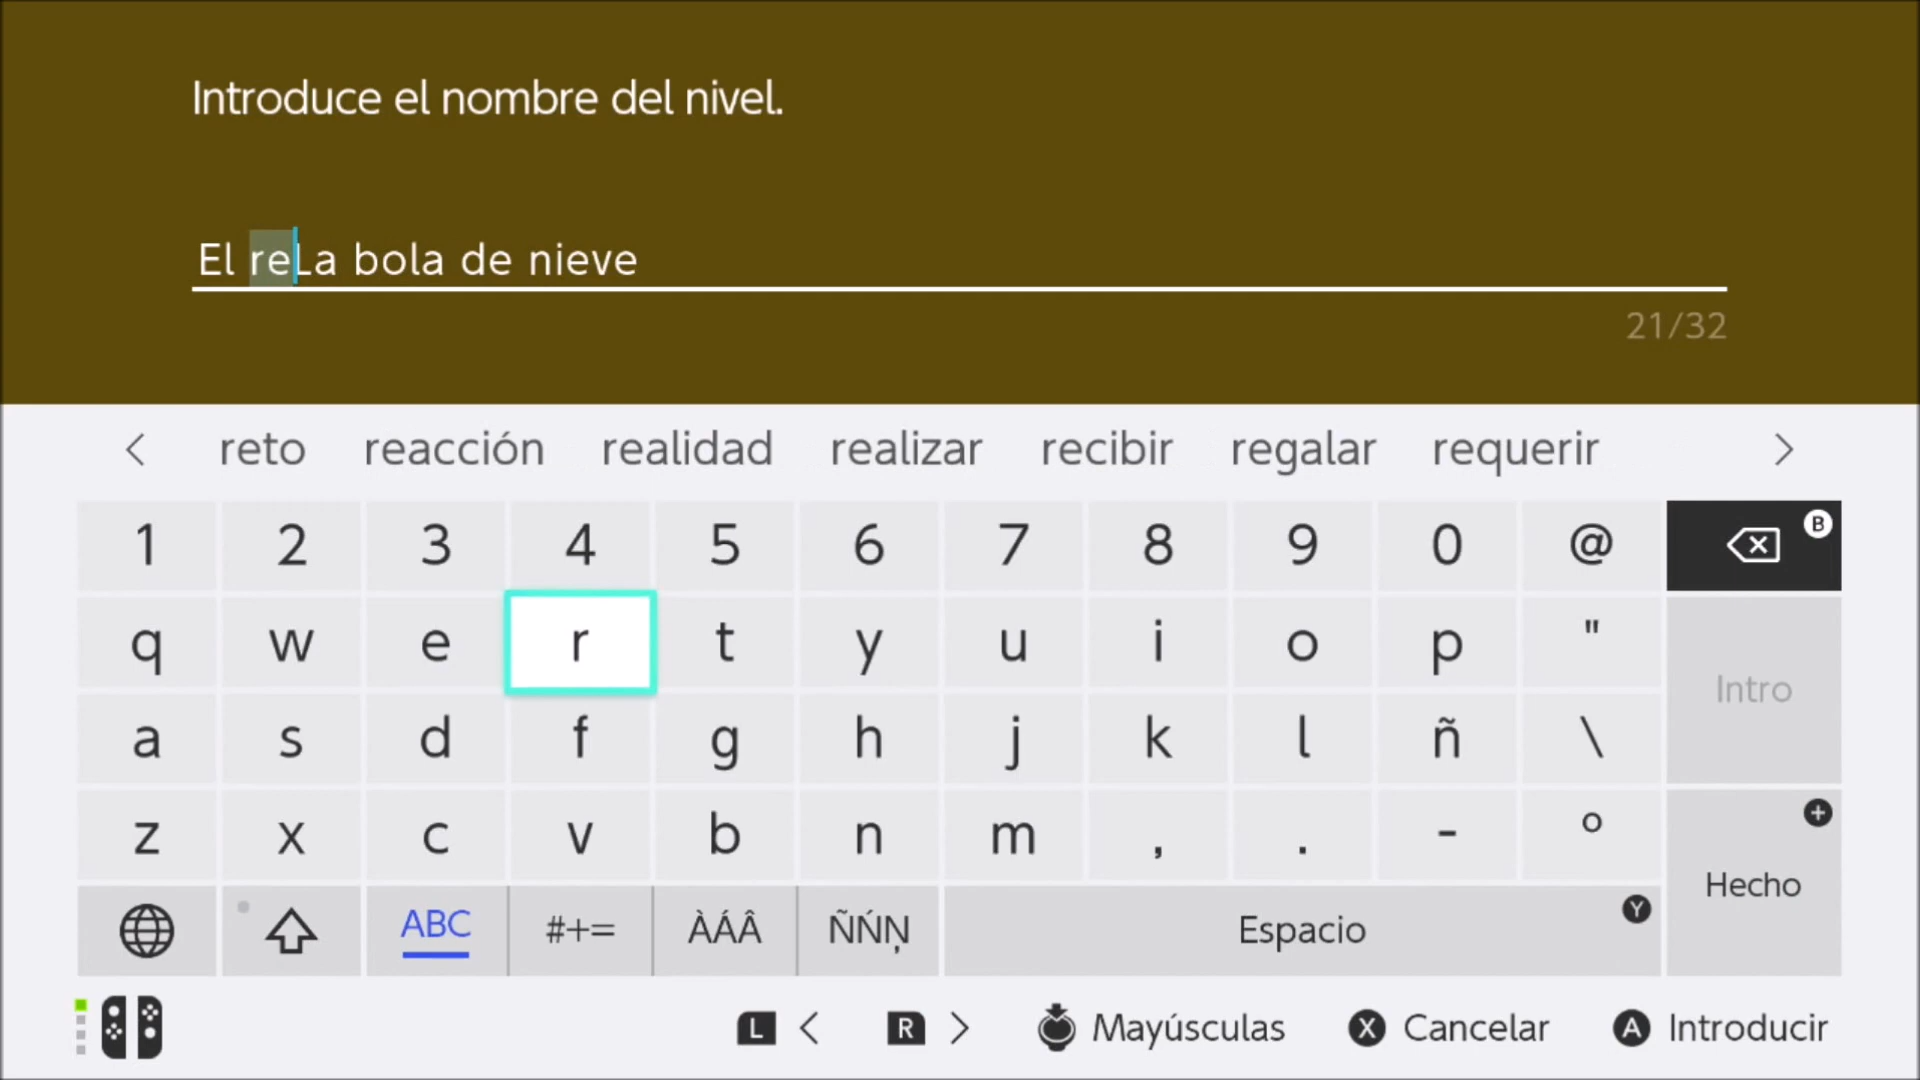 Introduce el nombre del nivel.
El reLa bola de nieve
21/32
reto reacción realidad realizar recibir regalar requerir
1 2 3 4 5 6 7 8 9 0 @ B
q w e r t y u i o p " Intro
a s d f g h j k l ñ \
z x c v b n m , . - º + Hecho
ABC #+= ÀÁÂ ÑŃŅ Espacio Y
L < R > Mayúsculas X Cancelar A Introducir